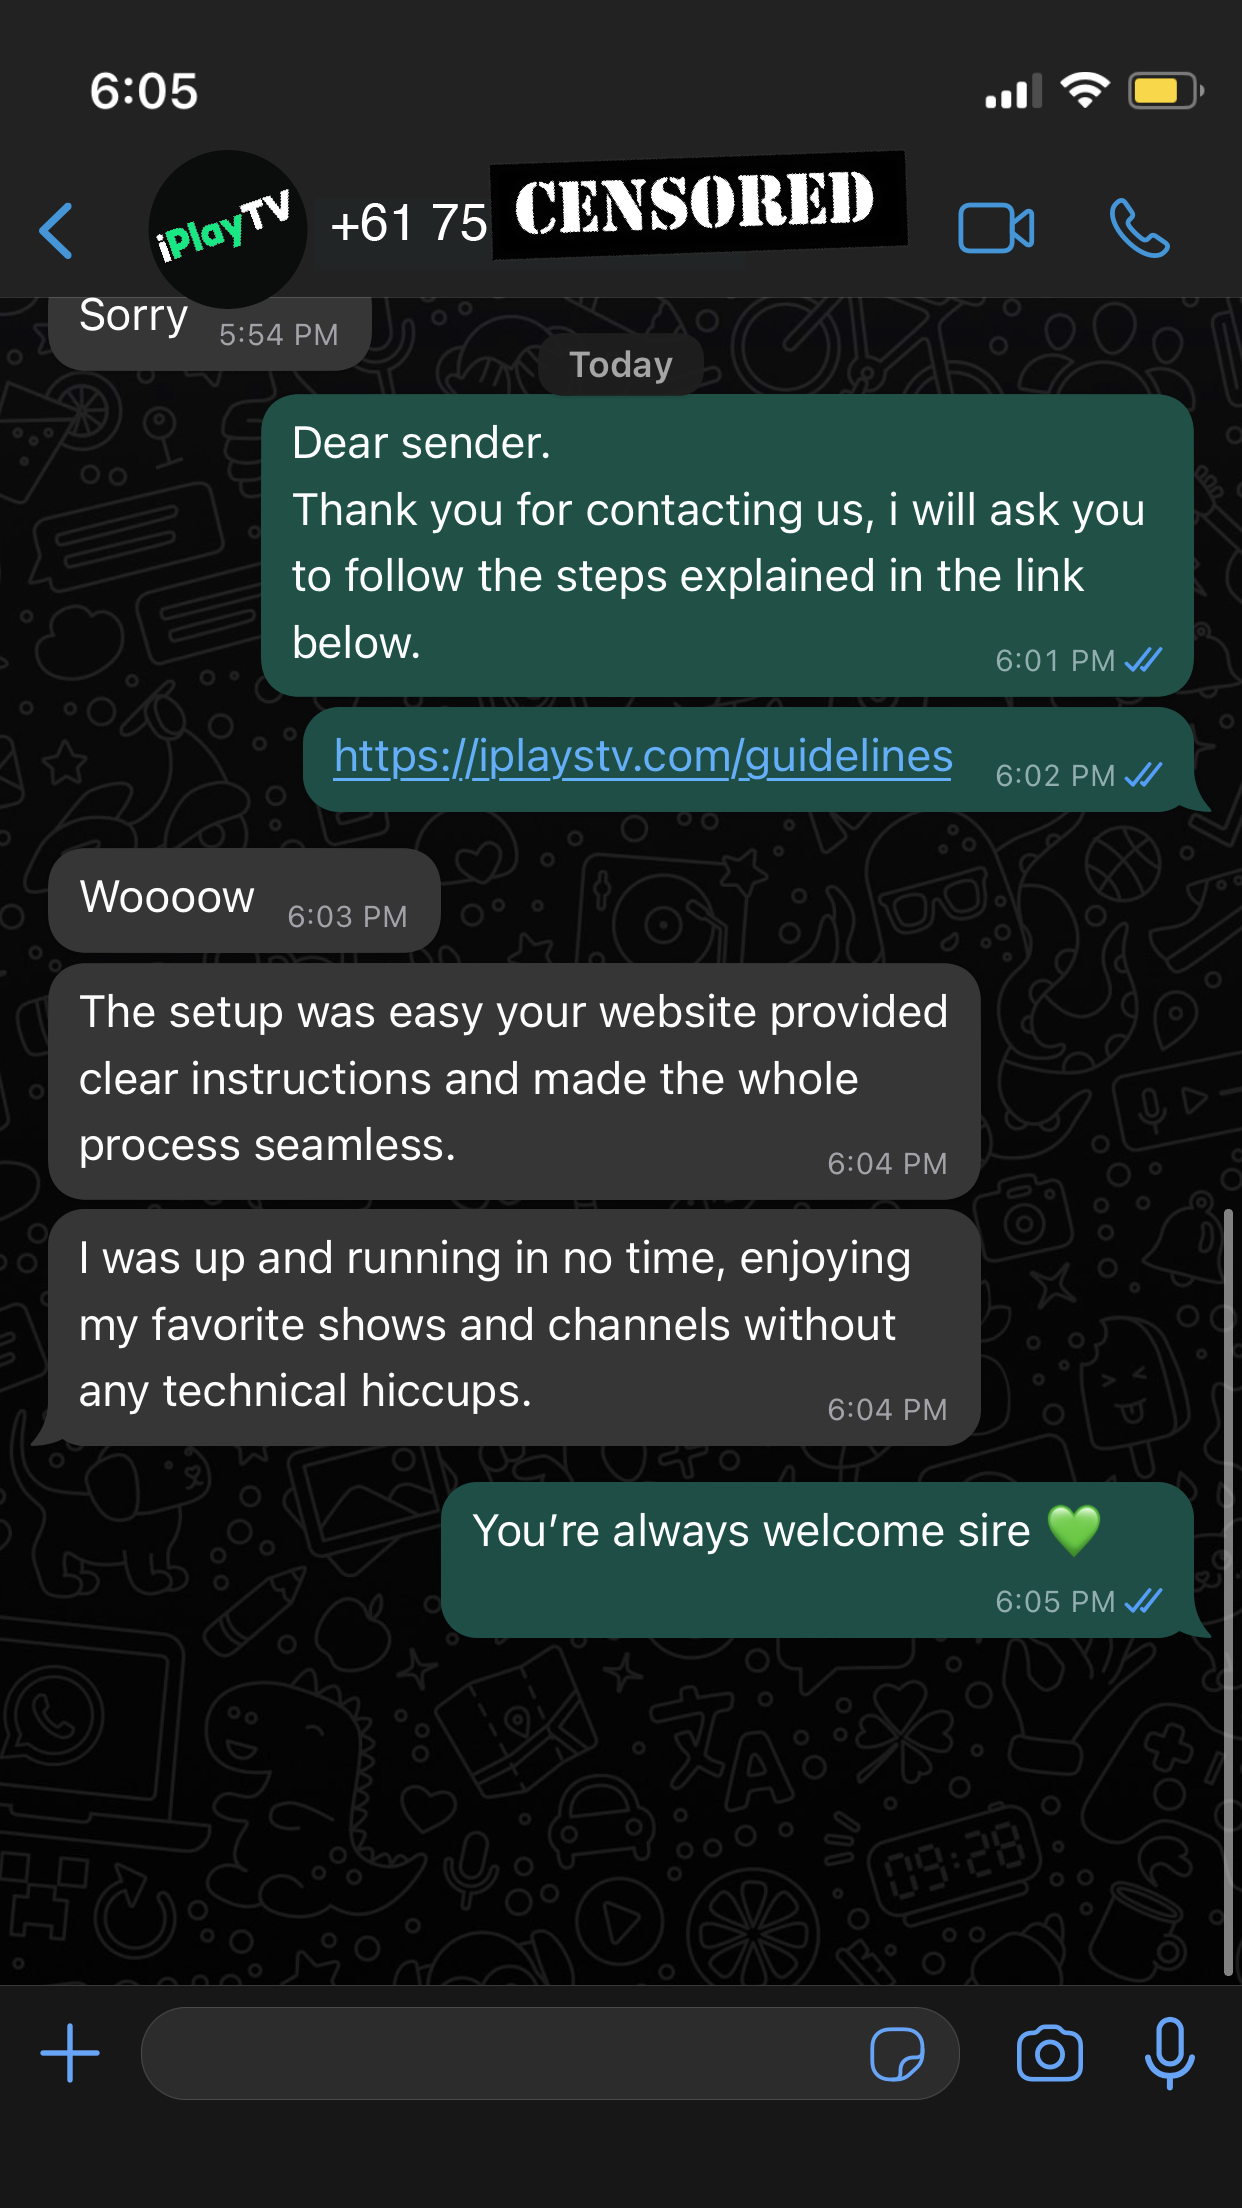 6:05
iPlayTV
+61 75
CENSORED
Sorry
5:54 PM
Today
Dear sender.
Thank you for contacting us, i will ask you
to follow the steps explained in the link
below.
6:01 PM
https://iplaystv.com/guidelines
6:02 PM
Woooow
6:03 PM
The setup was easy your website provided
clear instructions and made the whole
process seamless.
6:04 PM
I was up and running in no time, enjoying
my favorite shows and channels without
any technical hiccups.
6:04 PM
You’re always welcome sire 💚
6:05 PM
09:28